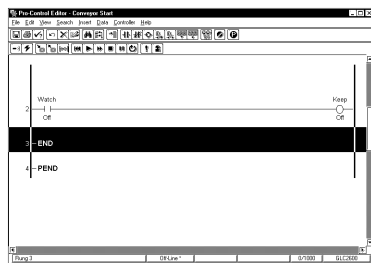 Pro-Control Editor - Conveyor Start
File Edit View Search Insert Data Controller Help
Watch Keep
2
Off Off
3 END
4 PEND
Rung 3 Off-Line * 0/1000 GLC2600